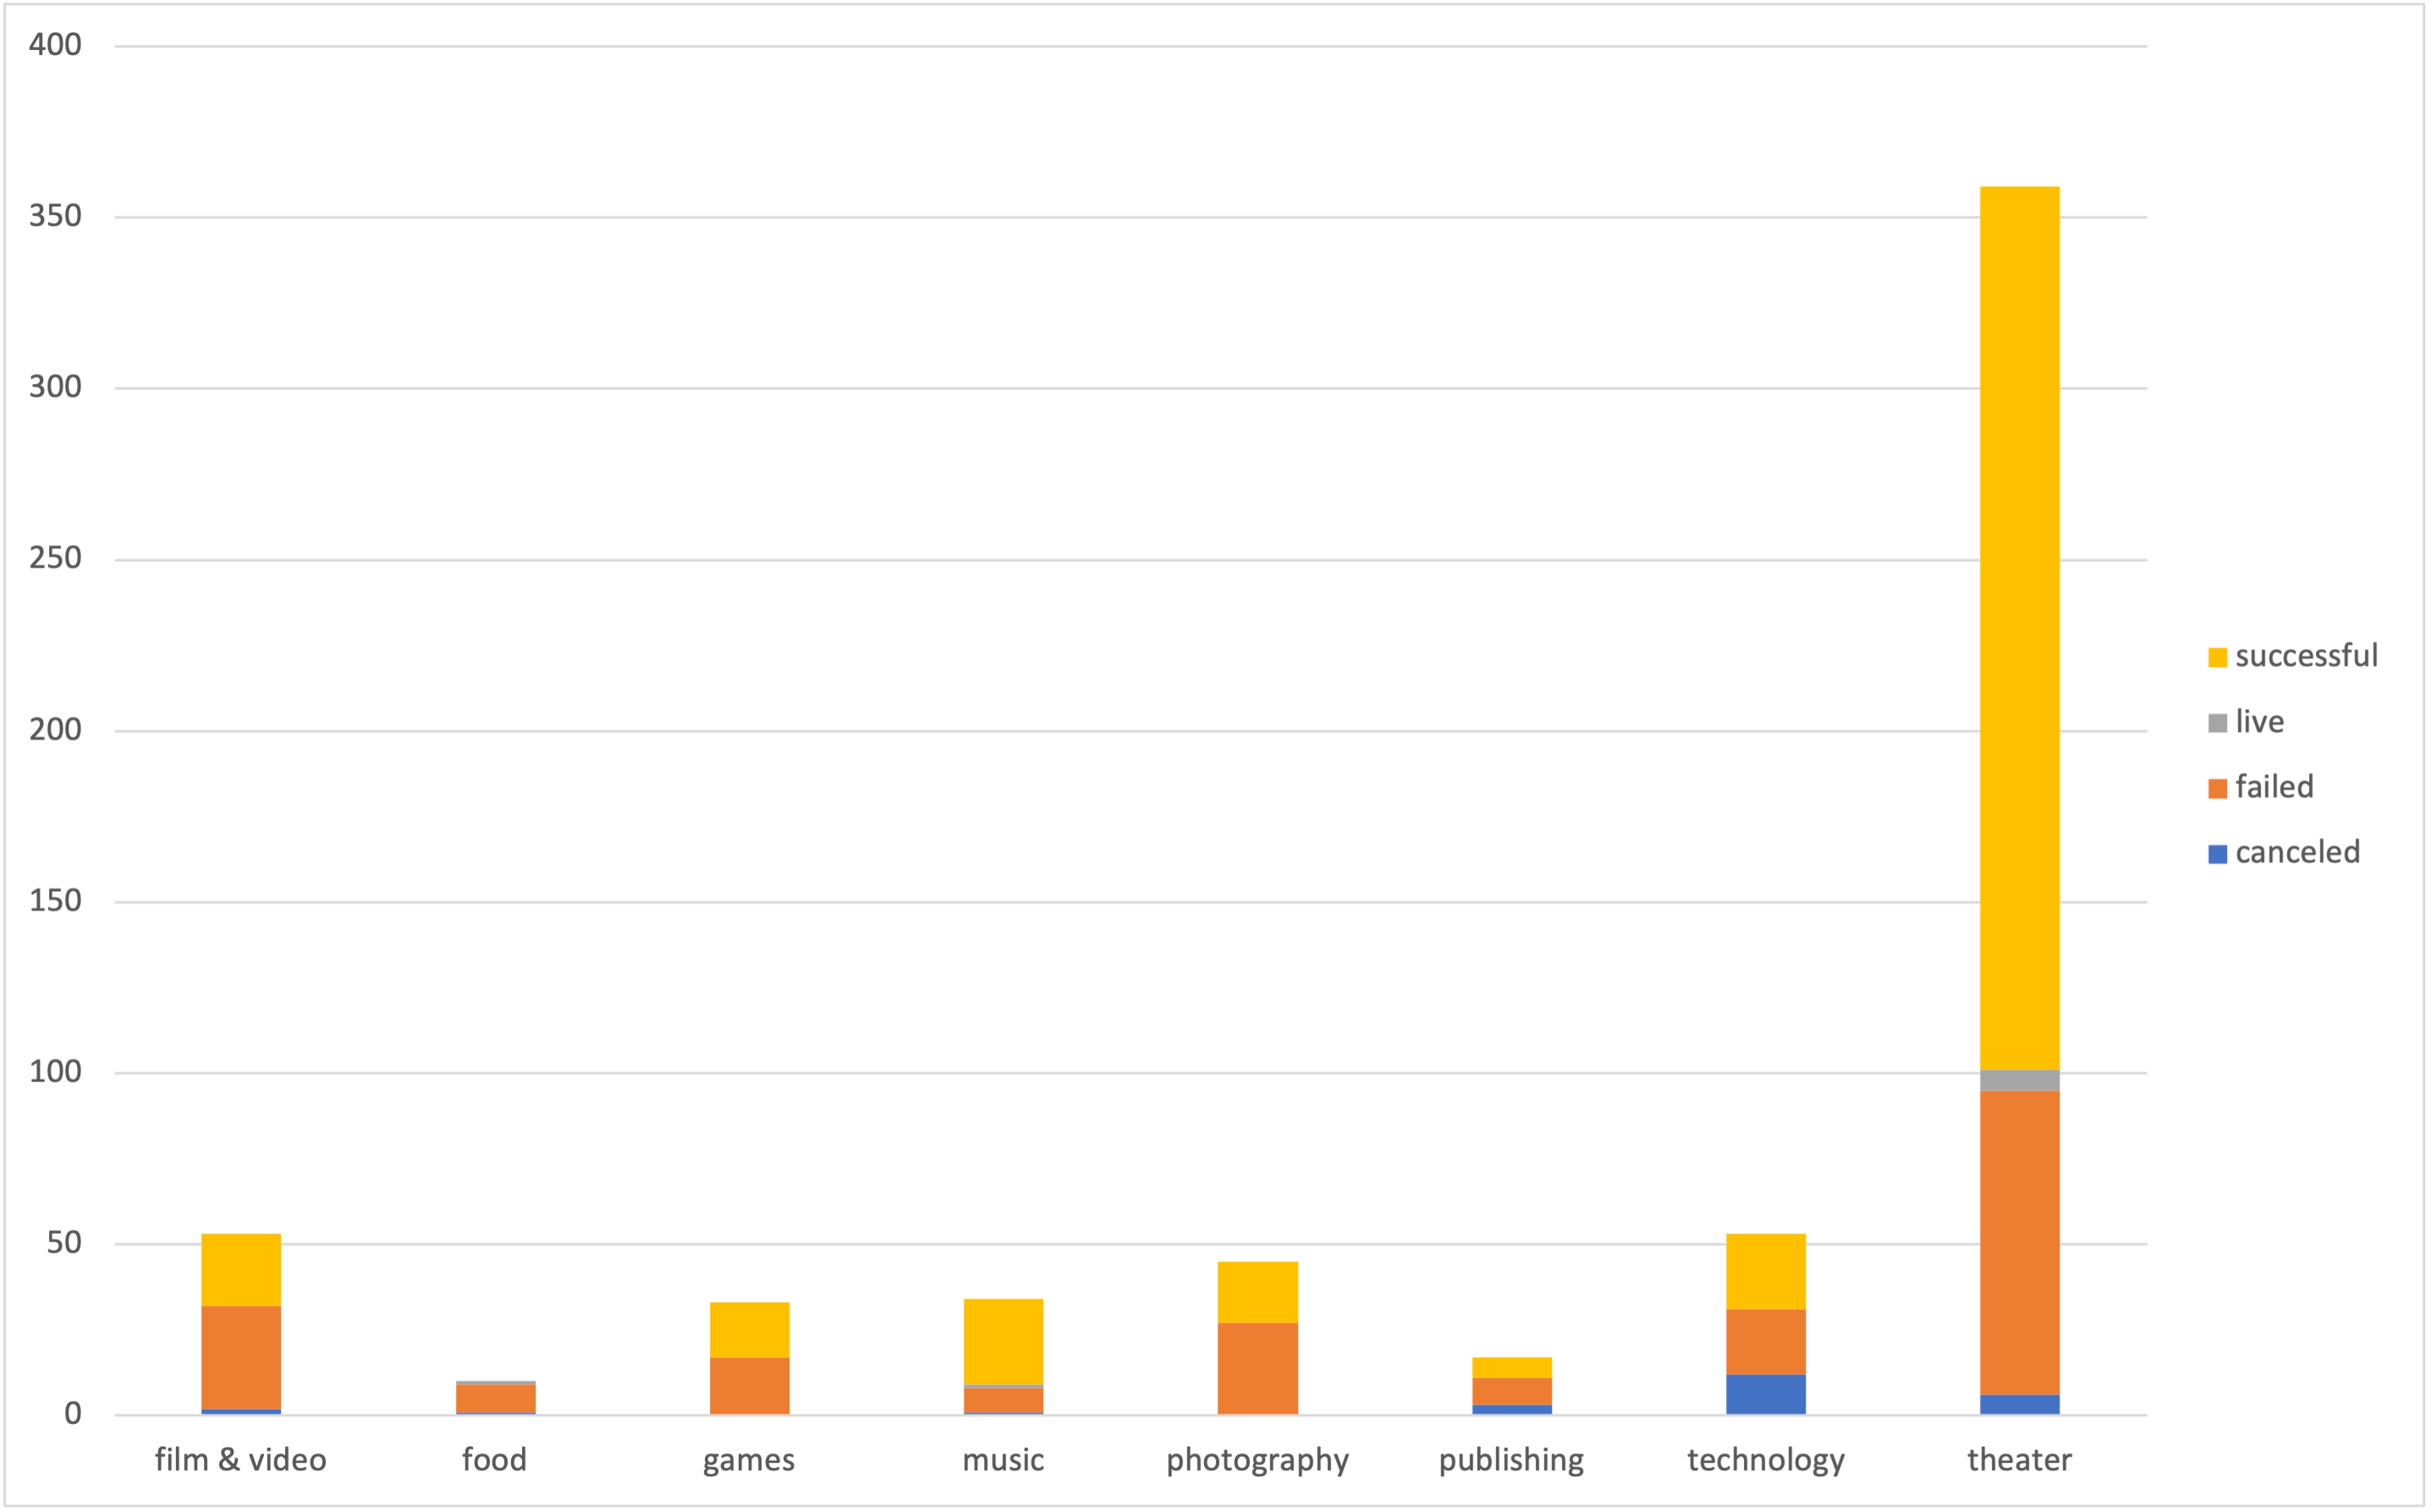 400
350
300
250
200
150
100
50
0
film & video food games music photography publishing technology theater
successful
live
failed
canceled